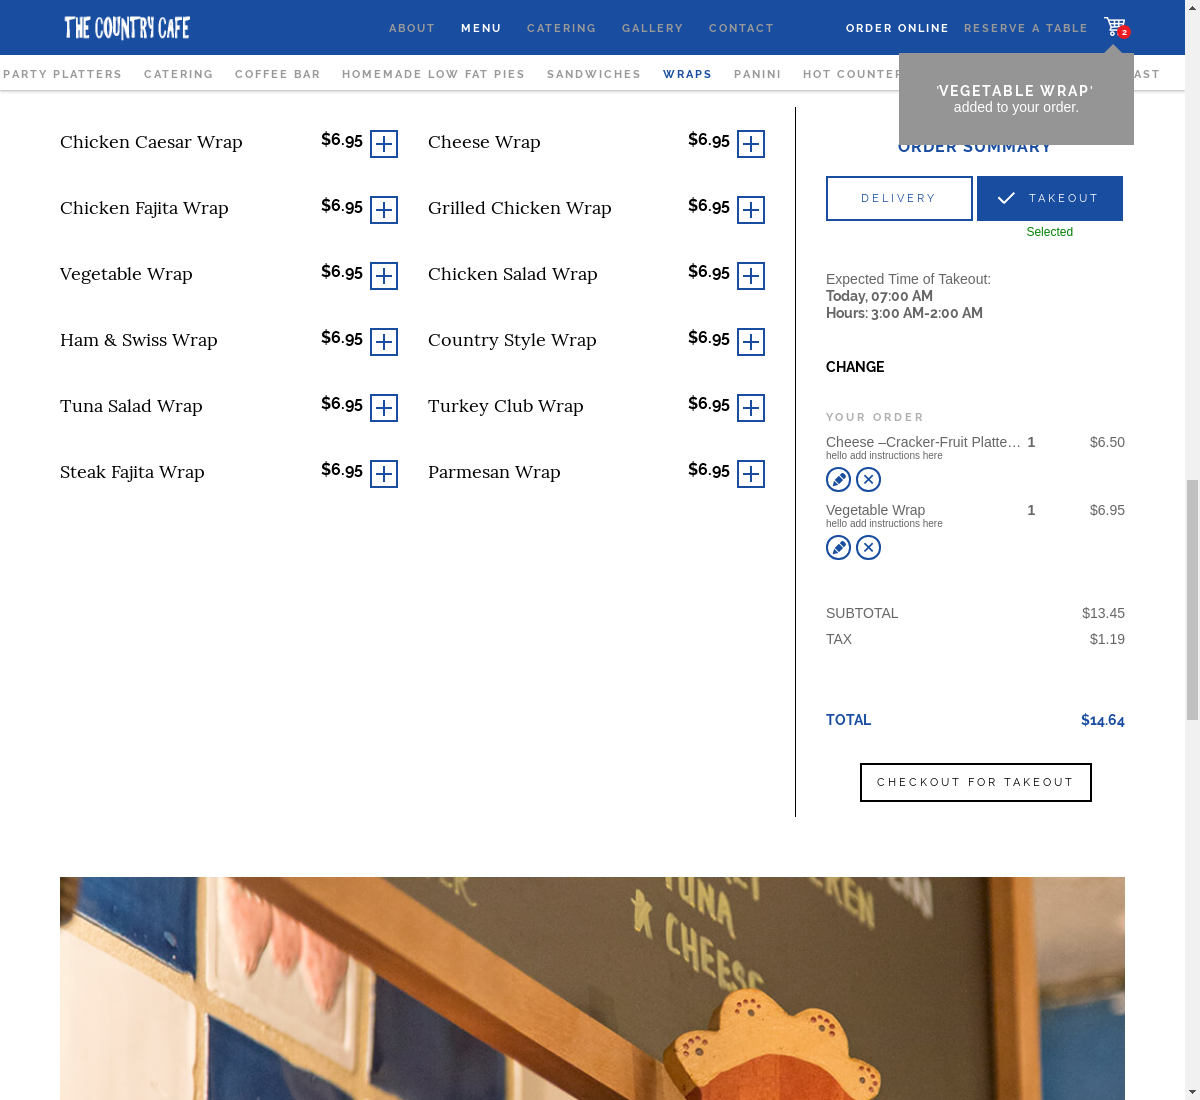 THE COUNTRY CAFE
ABOUT MENU CATERING GALLERY CONTACT ORDER ONLINE RESERVE A TABLE 2
PARTY PLATTERS CATERING COFFEE BAR HOMEMADE LOW FAT PIES SANDWICHES WRAPS PANINI HOT COUNTER AST
'VEGETABLE WRAP'
added to your order.
Chicken Caesar Wrap $6.95 Cheese Wrap $6.95
Chicken Fajita Wrap $6.95 Grilled Chicken Wrap $6.95
Vegetable Wrap $6.95 Chicken Salad Wrap $6.95
Ham & Swiss Wrap $6.95 Country Style Wrap $6.95
Tuna Salad Wrap $6.95 Turkey Club Wrap $6.95
Steak Fajita Wrap $6.95 Parmesan Wrap $6.95
ORDER SUMMARY
DELIVERY TAKEOUT
Selected
Expected Time of Takeout:
Today, 07:00 AM
Hours: 3:00 AM-2:00 AM
CHANGE
YOUR ORDER
Cheese –Cracker-Fruit Platte… 1 $6.50
hello add instructions here
Vegetable Wrap 1 $6.95
hello add instructions here
SUBTOTAL $13.45
TAX $1.19
TOTAL $14.64
CHECKOUT FOR TAKEOUT
TUNA
CHEESE